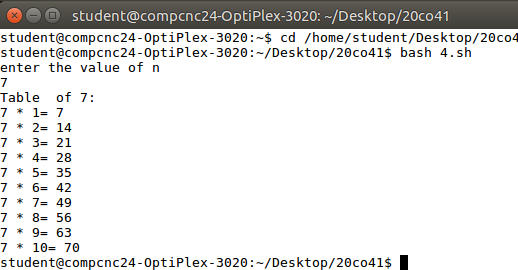 student@compcnc24-OptiPlex-3020: ~/Desktop/20co41
student@compcnc24-OptiPlex-3020:~$ cd /home/student/Desktop/20co4
student@compcnc24-OptiPlex-3020:~/Desktop/20co41$ bash 4.sh
enter the value of n
7
Table  of 7:
7 * 1= 7
7 * 2= 14
7 * 3= 21
7 * 4= 28
7 * 5= 35
7 * 6= 42
7 * 7= 49
7 * 8= 56
7 * 9= 63
7 * 10= 70
student@compcnc24-OptiPlex-3020:~/Desktop/20co41$